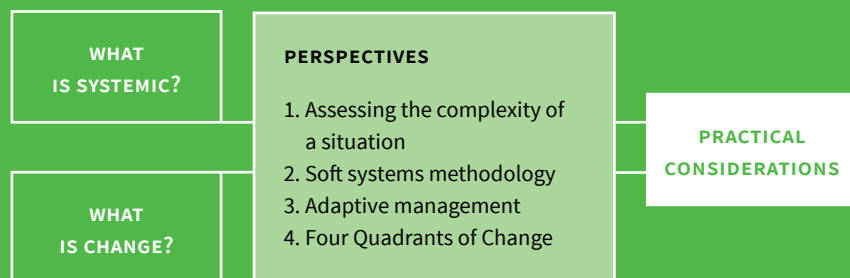 WHAT
IS SYSTEMIC?
WHAT
IS CHANGE?
PERSPECTIVES
1. Assessing the complexity of
a situation
2. Soft systems methodology
3. Adaptive management
4. Four Quadrants of Change
PRACTICAL
CONSIDERATIONS